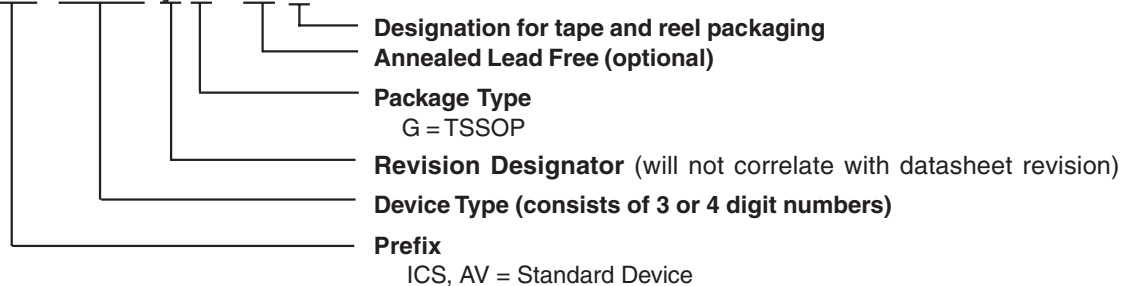 Designation for tape and reel packaging
Annealed Lead Free (optional)
Package Type
G = TSSOP
Revision Designator (will not correlate with datasheet revision)
Device Type (consists of 3 or 4 digit numbers)
Prefix
ICS, AV = Standard Device